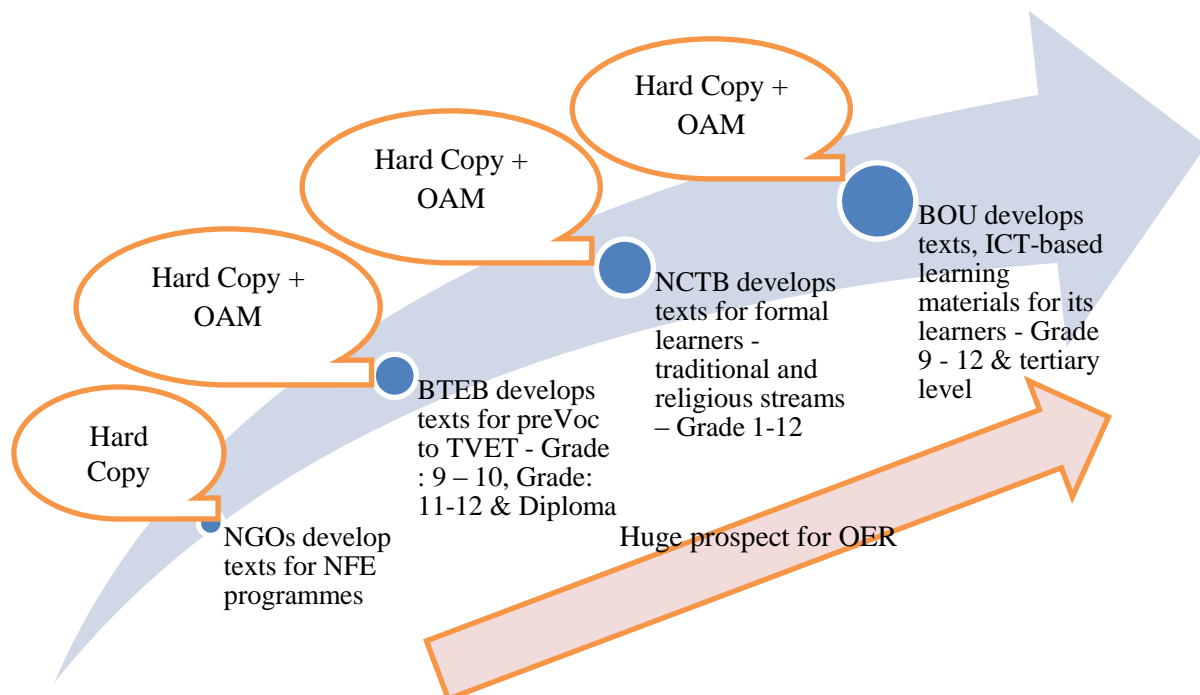 Hard
Copy
NGOs develop
texts for NFE
programmes
Hard Copy +
OAM
BTEB develops
texts for preVoc
to TVET - Grade
: 9 – 10, Grade:
11-12 & Diploma
Hard Copy +
OAM
NCTB develops
texts for formal
learners -
traditional and
religious streams
– Grade 1-12
Hard Copy +
OAM
BOU develops
texts, ICT-based
learning
materials for its
learners - Grade
9 - 12 & tertiary
level
Huge prospect for OER